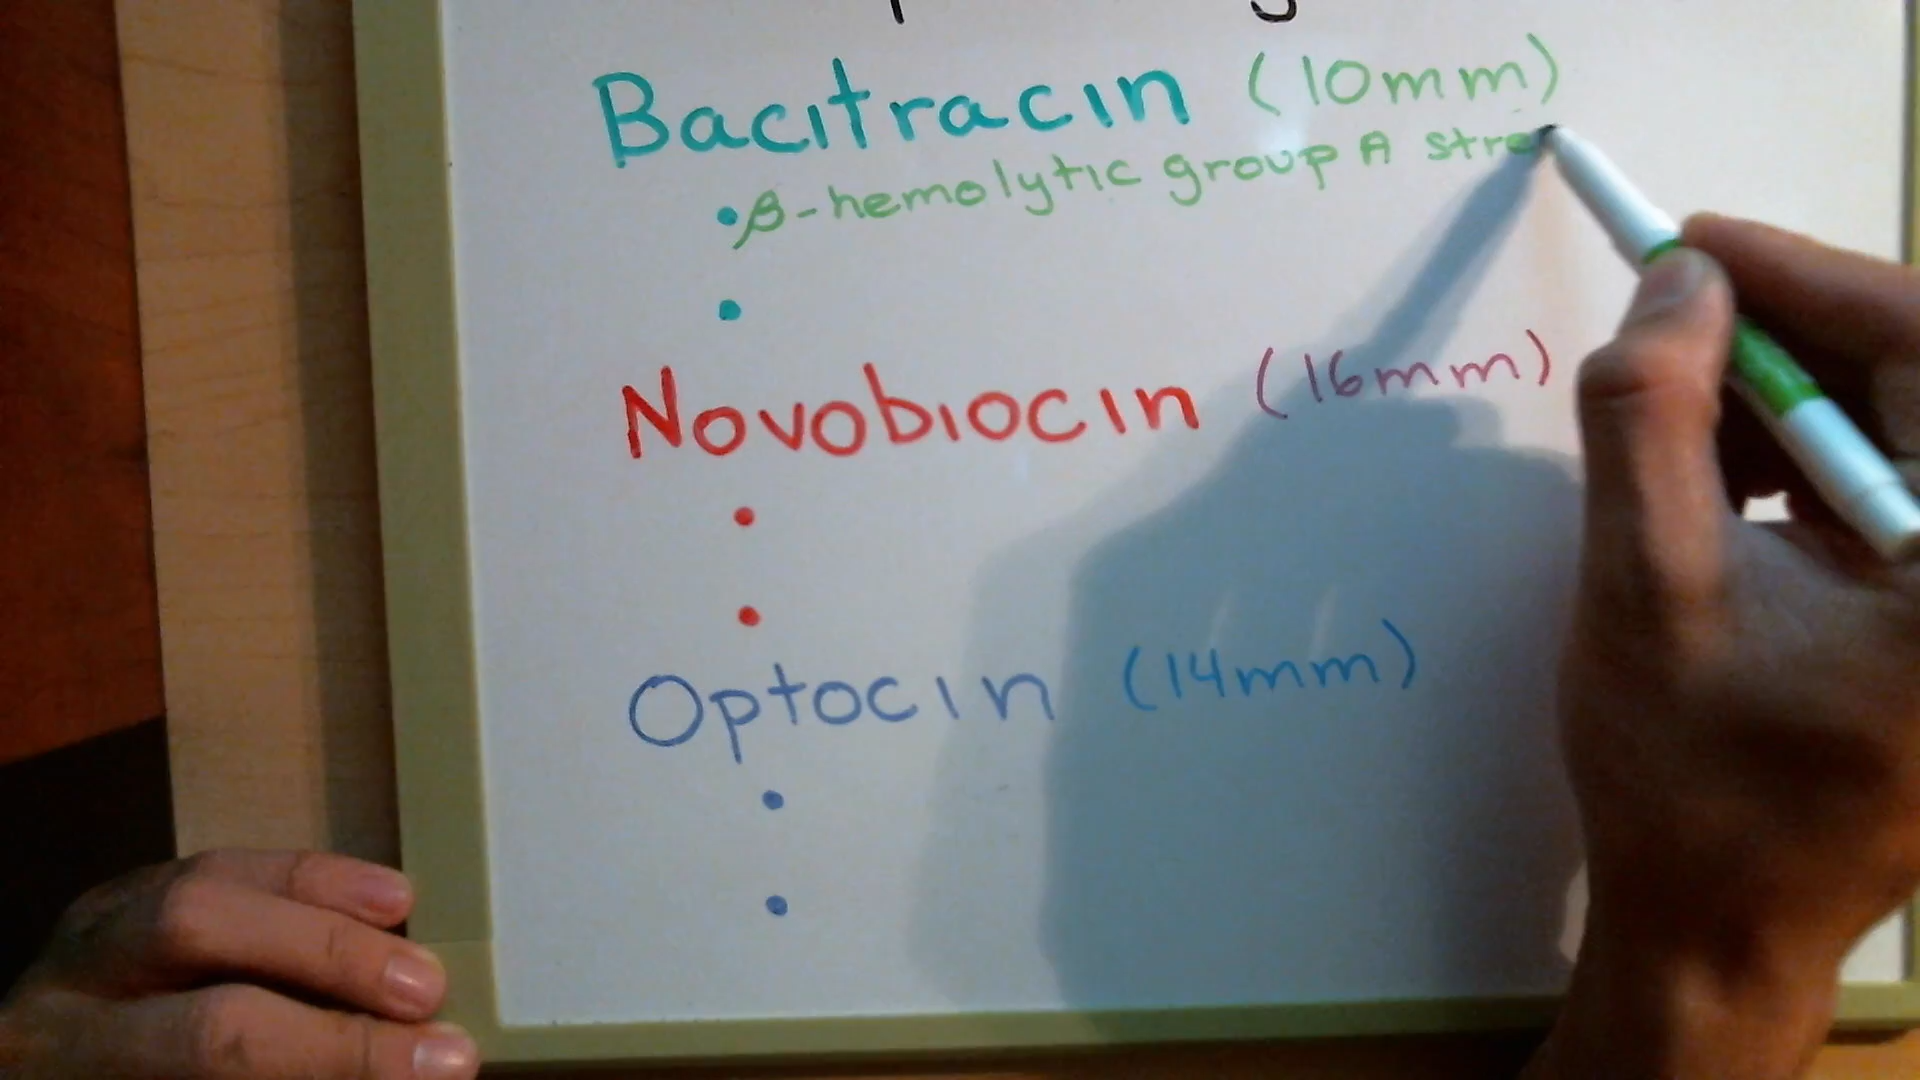 Bacitracin (10mm)
• β-hemolytic group A stre
•
Novobiocin (16mm)
•
•
Optocin (14mm)
•
•